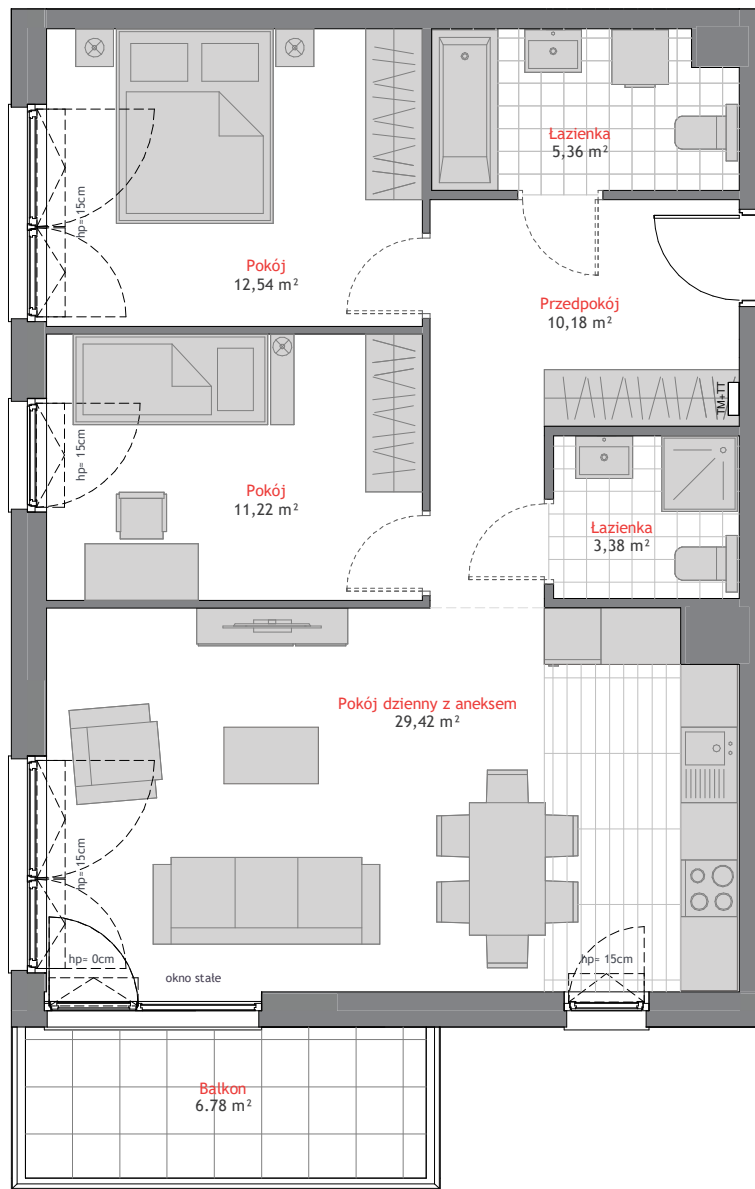 Łazienka
5,36 m²
hp= 15cm
Pokój
12,54 m²
Przedpokój
10,18 m²
TM+TT
hp= 15cm
Pokój
11,22 m²
Łazienka
3,38 m²
Pokój dzienny z aneksem
29,42 m²
hp= 15cm
hp= 0cm
okno stałe
hp= 15cm
Balkon
6.78 m²